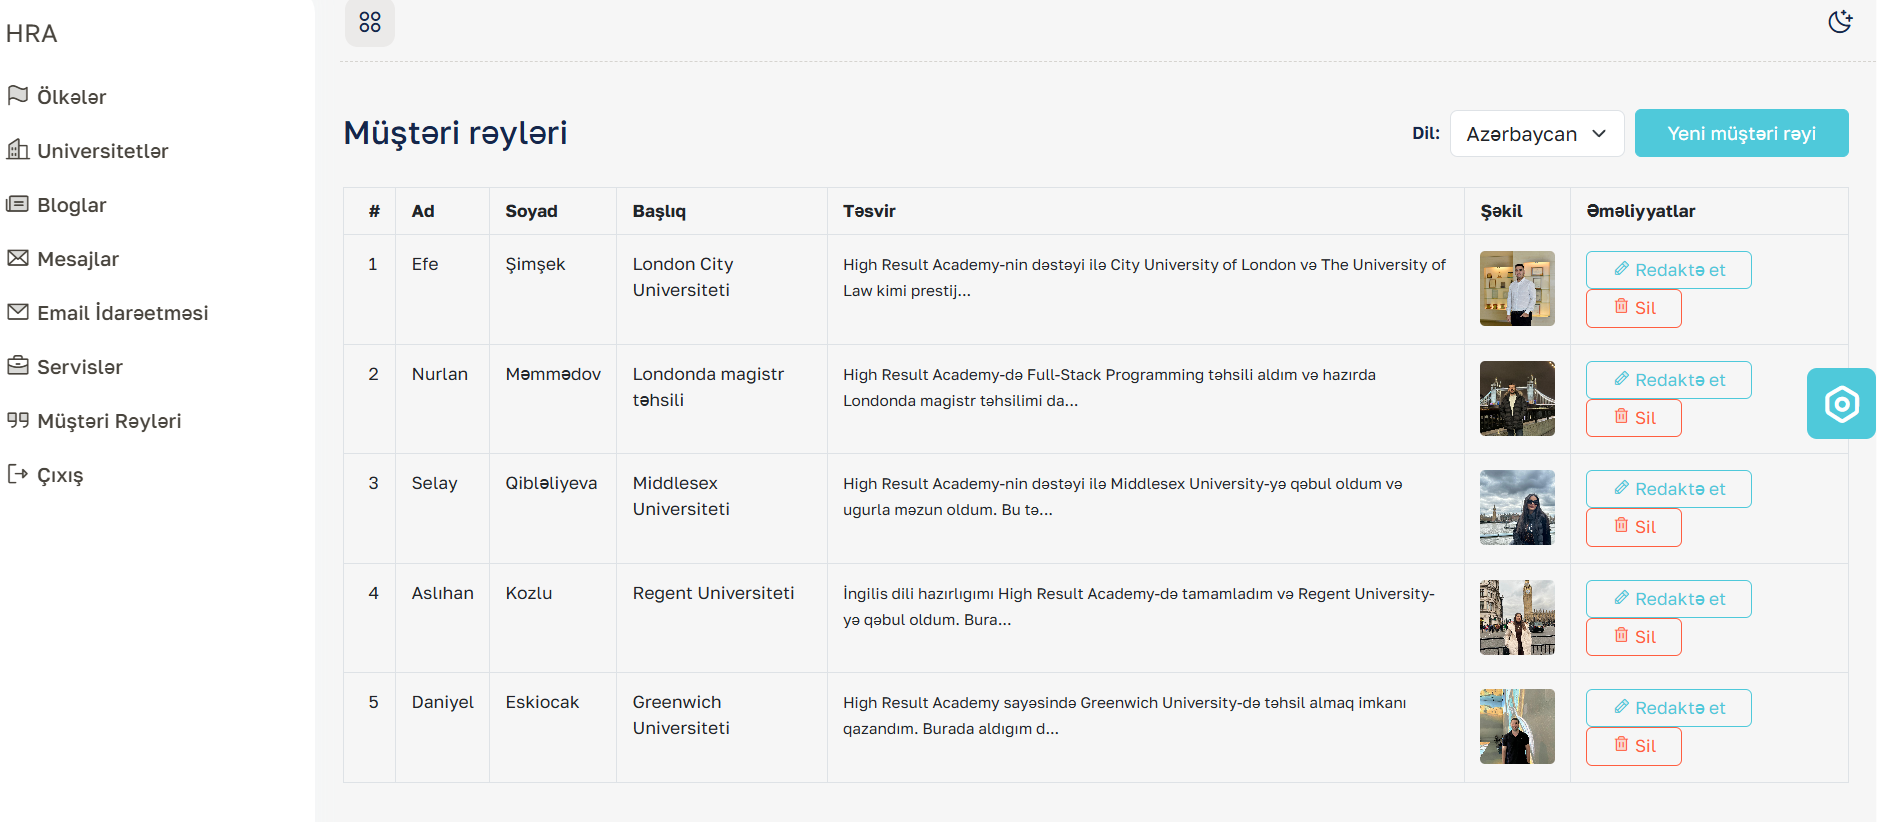 HRA
Ölkələr
Universitetlər
Bloglar
Mesajlar
Email İdarəetməsi
Servislər
Müştəri Rəyləri
Çıxış
Müştəri rəyləri
Dil:
Azərbaycan
Yeni müştəri rəyi
# Ad Soyad Başlıq Təsvir Şəkil Əməliyyatlar
1 Efe Şimşek London City High Result Academy-nin dəstəyi ilə City University of London və The University of Redaktə et
Universiteti Law kimi prestij... Sil
2 Nurlan Məmmədov Londonda magistr High Result Academy-də Full-Stack Programming təhsili aldım və hazırda Redaktə et
təhsili Londonda magistr təhsilimi da... Sil
3 Selay Qibləliyeva Middlesex High Result Academy-nin dəstəyi ilə Middlesex University-yə qəbul oldum və Redaktə et
Universiteti ugurla məzun oldum. Bu tə... Sil
4 Aslıhan Kozlu Regent Universiteti İngilis dili hazırlıgımı High Result Academy-də tamamladım və Regent University- Redaktə et
yə qəbul oldum. Bura... Sil
5 Daniyel Eskiocak Greenwich High Result Academy sayəsində Greenwich University-də təhsil almaq imkanı Redaktə et
Universiteti qazandım. Burada aldıgım d... Sil